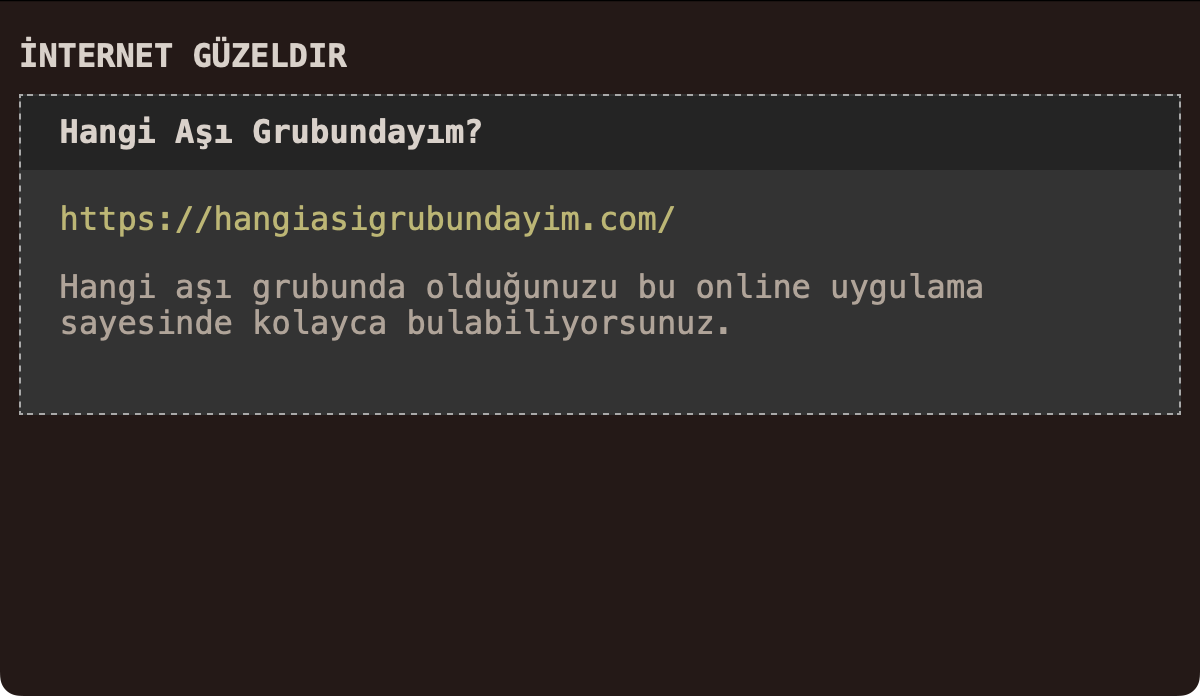 İNTERNET GÜZELDIR
Hangi Aşı Grubundayım?
https://hangiasigrubundayim.com/
Hangi aşı grubunda olduğunuzu bu online uygulama
sayesinde kolayca bulabiliyorsunuz.